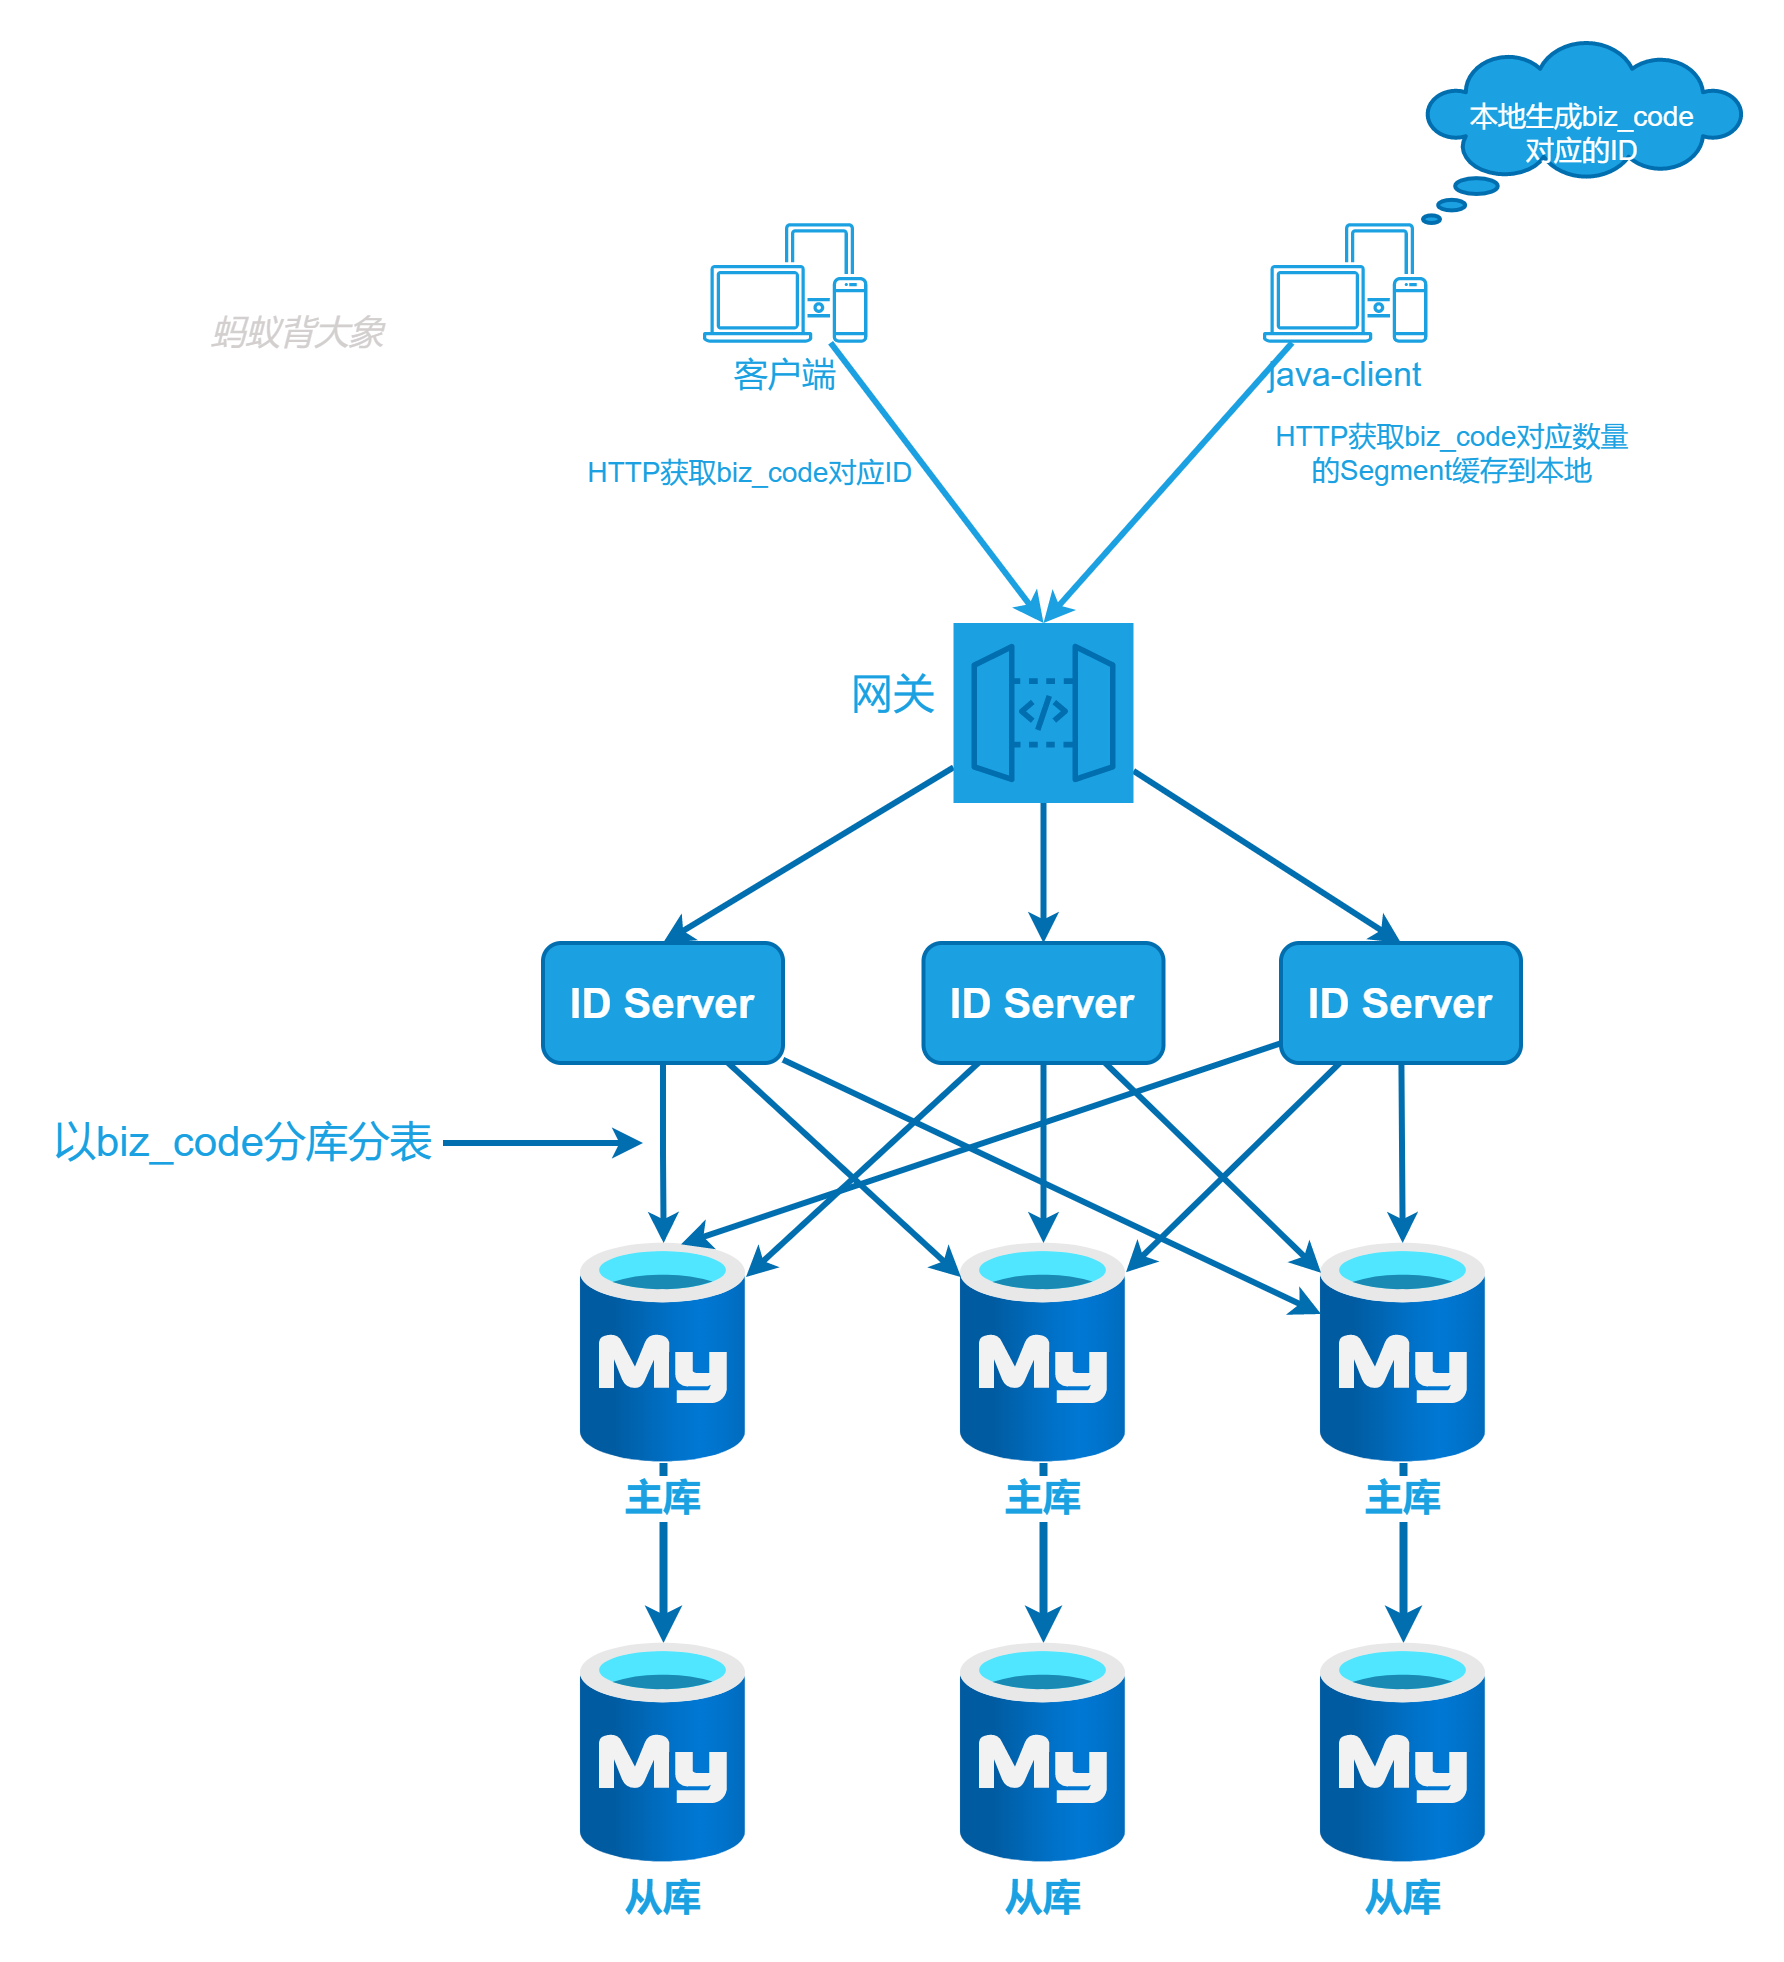 本地生成biz_code
对应的ID
蚂蚁背大象
客户端
java-client
HTTP获取biz_code对应ID
HTTP获取biz_code对应数量
的Segment缓存到本地
网关
</>
ID Server
ID Server
ID Server
以biz_code分库分表
My
My
My
主库
主库
主库
My
My
My
从库
从库
从库